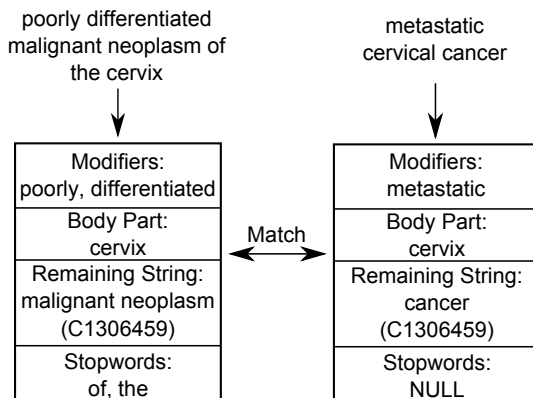 poorly differentiated
malignant neoplasm of
the cervix
metastatic
cervical cancer
Modifiers:
poorly, differentiated
Body Part:
cervix
Remaining String:
malignant neoplasm
(C1306459)
Stopwords:
of, the
Match
Modifiers:
metastatic
Body Part:
cervix
Remaining String:
cancer
(C1306459)
Stopwords:
NULL